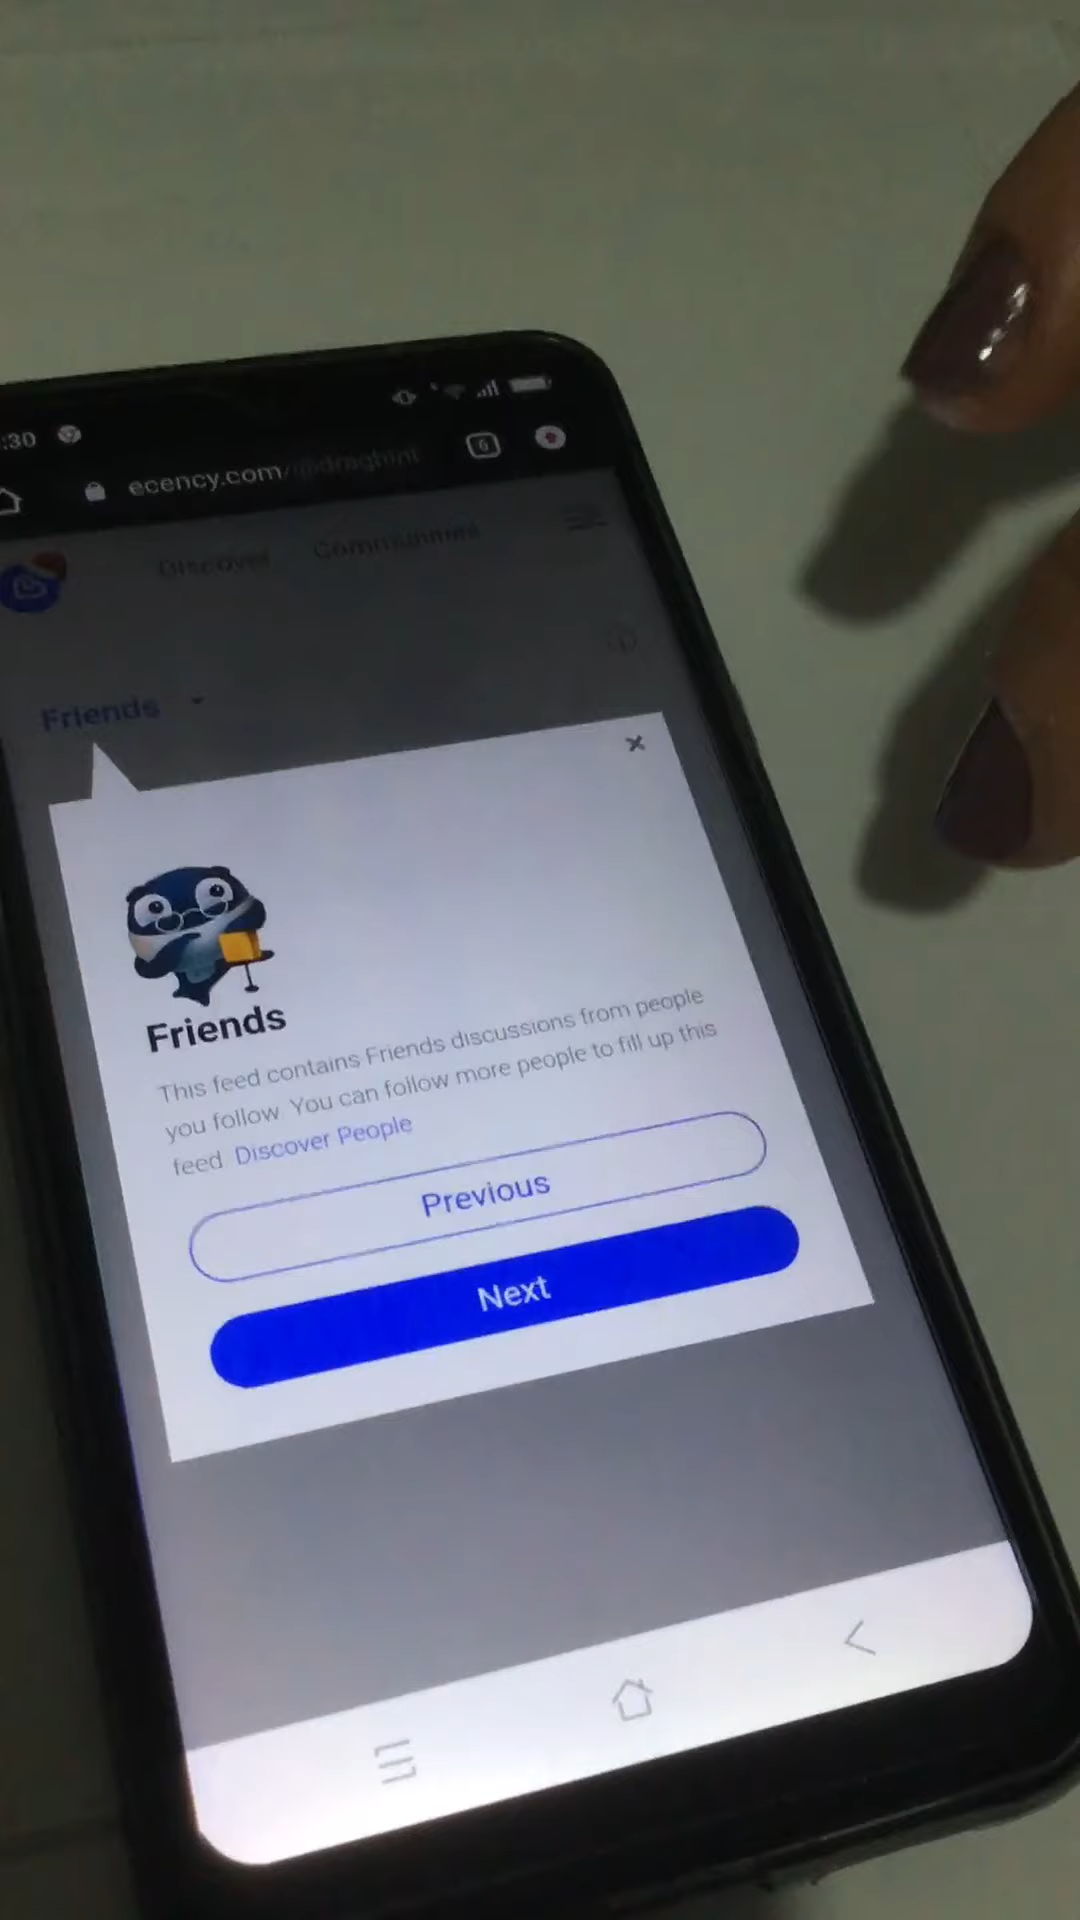 :30
6
ecency.com/
Discover Communities
Friends
Friends
This feed contains Friends discussions from people
you follow. You can follow more people to fill up this
feed. Discover People
Previous
Next